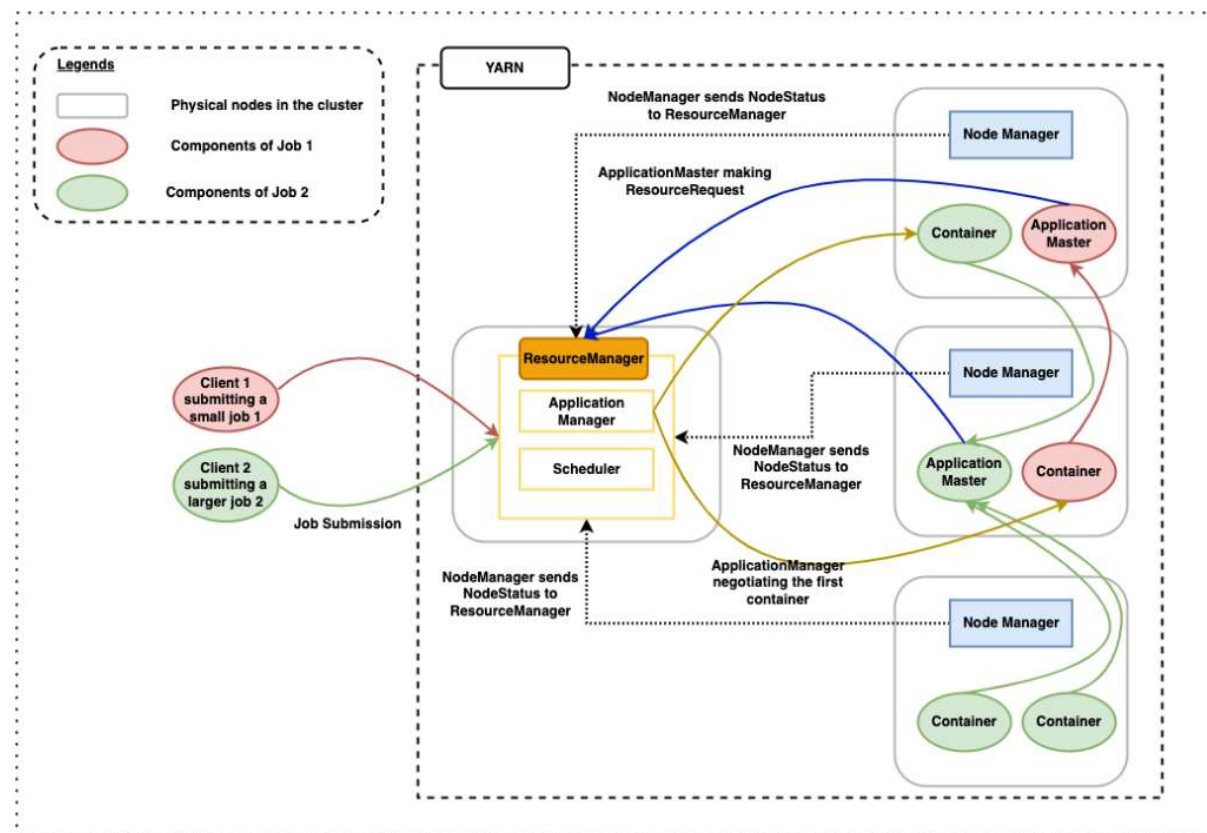 Legends
Physical nodes in the cluster
Components of Job 1
Components of Job 2
YARN
NodeManager sends NodeStatus
to ResourceManager
Node Manager
ApplicationMaster making
ResourceRequest
Container
Application
Master
Client 1
submitting a
small job 1
Client 2
submitting a
larger job 2
Job Submission
ResourceManager
Application
Manager
Scheduler
Node Manager
NodeManager sends
NodeStatus to
ResourceManager
Application
Master
Container
NodeManager sends
NodeStatus to
ResourceManager
ApplicationManager
negotiating the first
container
Node Manager
Container
Container